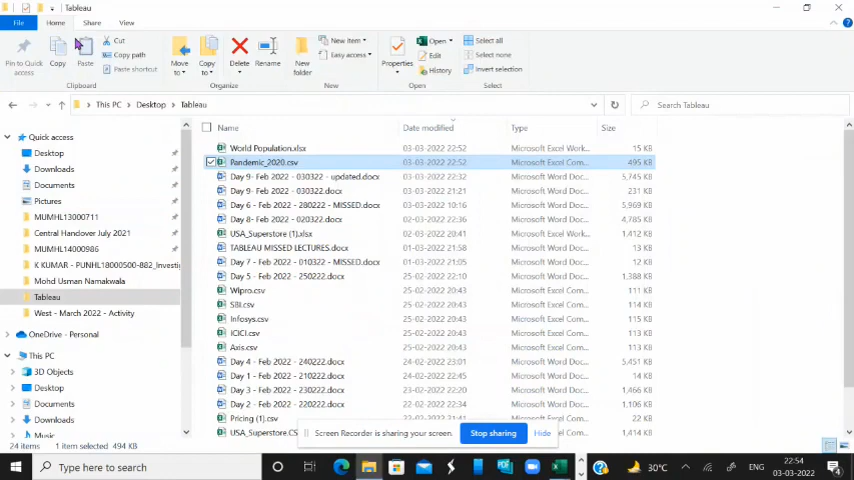 Tableau
File Home Share View
Pin to Quick access
Copy
Paste
Cut
Copy path
Paste shortcut
Move to
Copy to
Delete
Rename
New folder
New item
Easy access
Properties
Open
Edit
History
Select all
Select none
Invert selection
Clipboard Organize New Open Select
This PC > Desktop > Tableau
Search Tableau
Quick access
Desktop
Downloads
Documents
Pictures
MUMHL13000711
Central Handover July 2021
MUMHL14000986
K KUMAR - PUNHL18000500-882_Investig
Mohd Usman Namakwala
Tableau
West - March 2022 - Activity
OneDrive - Personal
This PC
3D Objects
Desktop
Documents
Downloads
Music
Name Date modified Type Size
World Population.xlsx 03-03-2022 22:52 Microsoft Excel Work... 15 KB
Pandemic_2020.csv 03-03-2022 22:52 Microsoft Excel Com... 495 KB
Day 9- Feb 2022 - 030322 - updated.docx 03-03-2022 22:52 Microsoft Word Doc... 5,745 KB
Day 9- Feb 2022 - 030322.docx 03-03-2022 21:21 Microsoft Word Doc... 231 KB
Day 6 - Feb 2022 - 280222 - MISSED.docx 03-03-2022 10:16 Microsoft Word Doc... 5,969 KB
Day 8- Feb 2022 - 020322.docx 02-03-2022 22:36 Microsoft Word Doc... 4,785 KB
USA_Superstore (1).xlsx 02-03-2022 20:41 Microsoft Excel Work... 1,412 KB
TABLEAU MISSED LECTURES.docx 01-03-2022 21:58 Microsoft Word Doc... 13 KB
Day 7 - Feb 2022 - 010322 - MISSED.docx 01-03-2022 21:05 Microsoft Word Doc... 12 KB
Day 5 - Feb 2022 - 250222.docx 25-02-2022 22:10 Microsoft Word Doc... 1,388 KB
Wipro.csv 25-02-2022 20:43 Microsoft Excel Com... 111 KB
SBI.csv 25-02-2022 20:43 Microsoft Excel Com... 114 KB
Infosys.csv 25-02-2022 20:43 Microsoft Excel Com... 115 KB
ICICI.csv 25-02-2022 20:43 Microsoft Excel Com... 113 KB
Axis.csv 25-02-2022 20:43 Microsoft Excel Com... 113 KB
Day 4 - Feb 2022 - 240222.docx 24-02-2022 23:01 Microsoft Word Doc... 5,451 KB
Day 1 - Feb 2022 - 210222.docx 24-02-2022 22:45 Microsoft Word Doc... 14 KB
Day 3 - Feb 2022 - 230222.docx 23-02-2022 22:20 Microsoft Word Doc... 1,466 KB
Day 2 - Feb 2022 - 220222.docx 22-02-2022 22:34 Microsoft Word Doc... 1,106 KB
Pricing (1).csv Microsoft Excel Com... 22 KB
USA_Superstore.CS 1,414 KB
Screen Recorder is sharing your screen. Stop sharing Hide
24 items 1 item selected 494 KB
Type here to search
30°C
ENG
22:54
03-03-2022
4